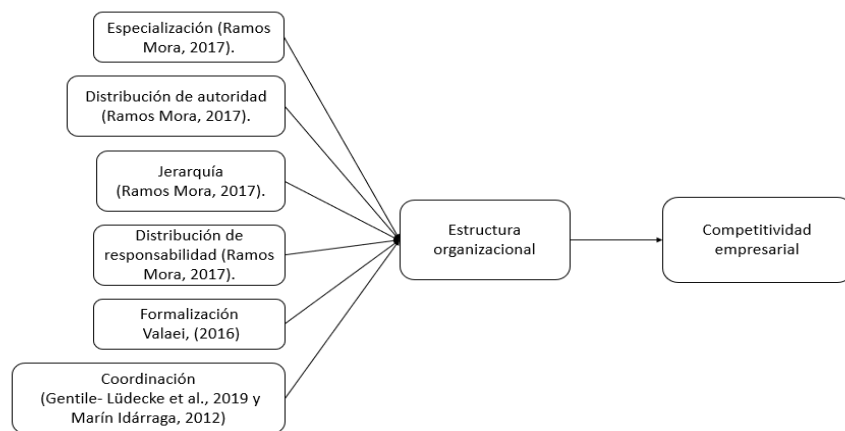 Especialización (Ramos
Mora, 2017).
Distribución de autoridad
(Ramos Mora, 2017).
Jerarquía
(Ramos Mora, 2017).
Distribución de
responsabilidad (Ramos
Mora, 2017).
Formalización
Valaei, (2016)
Coordinación
(Gentile- Lüdecke et al., 2019 y
Marín Idárraga, 2012)
Estructura
organizacional
Competitividad
empresarial